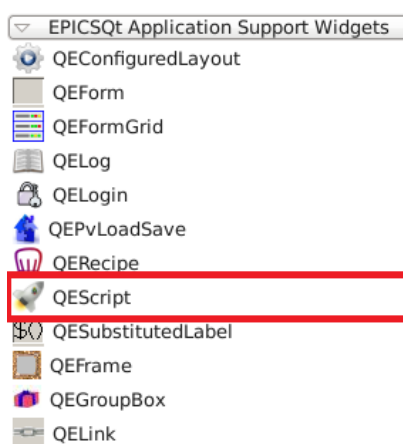 EPICSQt Application Support Widgets
QEConfiguredLayout
QEForm
QEFormGrid
QELog
QELogin
QEPvLoadSave
QERecipe
QEScript
$() QESubstitutedLabel
QEFrame
QEGroupBox
QELink